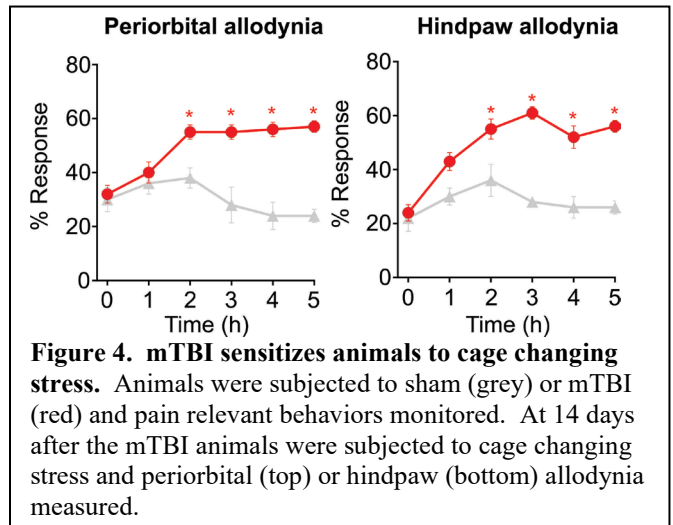 Periorbital allodynia
Hindpaw allodynia
% Response
80
60
40
20
0
* * * *
0 1 2 3 4 5
Time (h)
% Response
80
60
40
20
0
* * * *
0 1 2 3 4 5
Time (h)
Figure 4. mTBI sensitizes animals to cage changing
stress. Animals were subjected to sham (grey) or mTBI
(red) and pain relevant behaviors monitored. At 14 days
after the mTBI animals were subjected to cage changing
stress and periorbital (top) or hindpaw (bottom) allodynia
measured.